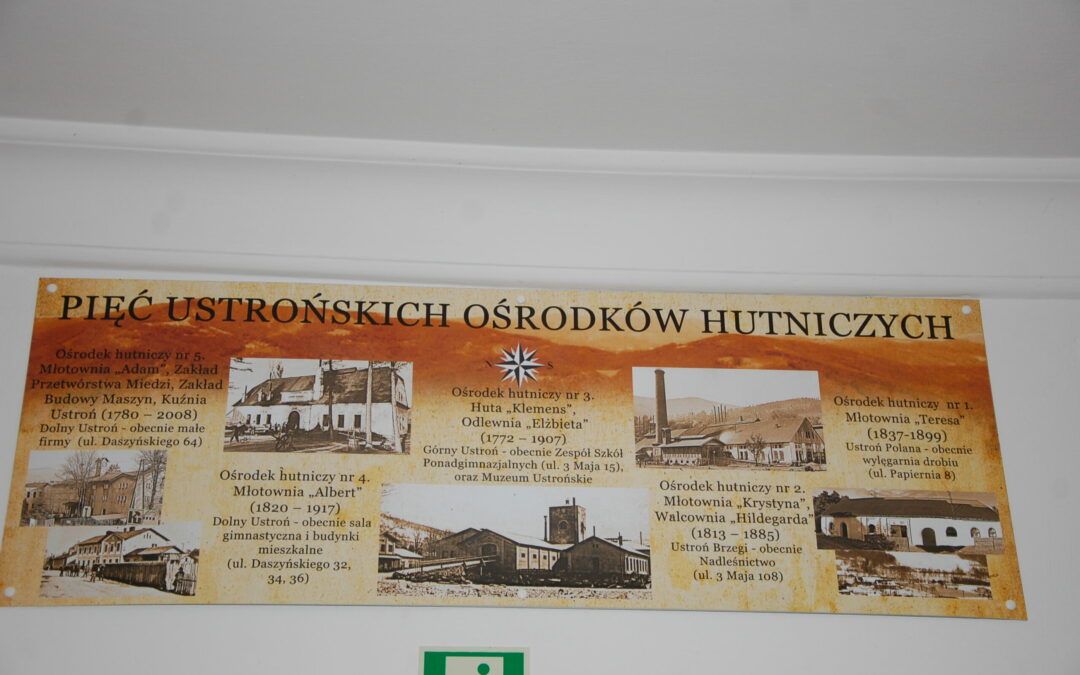 PIĘĆ USTROŃSKICH OŚRODKÓW HUTNICZYCH
Ośrodek hutniczy nr 5.
Młotownia „Adam”, Zakład
Przetwórstwa Miedzi, Zakład
Budowy Maszyn, Kuźnia
Ustroń (1780 – 2008)
Dolny Ustroń - obecnie małe
firmy (ul. Daszyńskiego 64)
Ośrodek hutniczy nr 4.
Młotownia „Albert”
(1820 – 1917)
Dolny Ustroń - obecnie sala
gimnastyczna i budynki
mieszkalne
(ul. Daszyńskiego 32,
34, 36)
N S
Ośrodek hutniczy nr 3.
Huta „Klemens”,
Odlewnia „Elżbieta”
(1772 – 1907)
Górny Ustroń - obecnie Zespół Szkół
Ponadgimnazjalnych (ul. 3 Maja 15),
oraz Muzeum Ustrońskie
Ośrodek hutniczy nr 2.
Młotownia „Krystyna”,
Walcownia „Hildegarda”
(1813 – 1885)
Ustroń Brzegi - obecnie
Nadleśnictwo
(ul. 3 Maja 108)
Ośrodek hutniczy nr 1.
Młotownia „Teresa”
(1837-1899)
Ustroń Polana - obecnie
wylęgarnia drobiu
(ul. Papiernia 8)